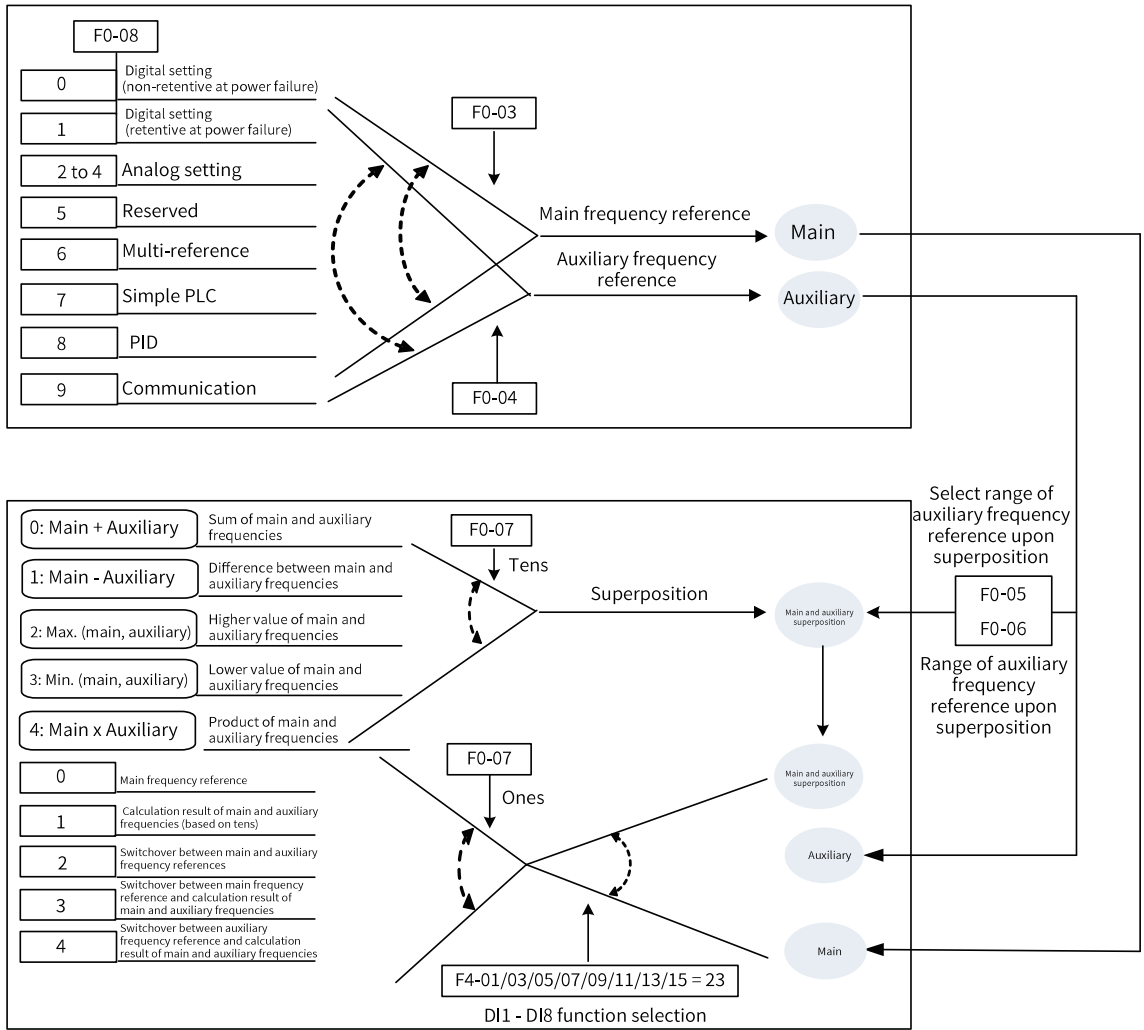 F0-08
0
Digital setting
(non-retentive at power failure)
1
Digital setting
(retentive at power failure)
2 to 4
Analog setting
5
Reserved
6
Multi-reference
7
Simple PLC
8
PID
9
Communication
F0-03
F0-04
Main frequency reference
Auxiliary frequency
reference
Main
Auxiliary
0: Main + Auxiliary
Sum of main and auxiliary
frequencies
1: Main - Auxiliary
Difference between main and
auxiliary frequencies
2: Max. (main, auxiliary)
Higher value of main and
auxiliary frequencies
3: Min. (main, auxiliary)
Lower value of main and
auxiliary frequencies
4: Main x Auxiliary
Product of main and
auxiliary frequencies
F0-07
Tens
Superposition
Main and auxiliary
superposition
Select range of
auxiliary frequency
reference upon
superposition
F0-05
F0-06
Range of auxiliary
frequency
reference upon
superposition
0
Main frequency reference
1
Calculation result of main and auxiliary
frequencies (based on tens)
2
Switchover between main and auxiliary
frequency references
3
Switchover between main frequency
reference and calculation result of
main and auxiliary frequencies
4
Switchover between auxiliary
frequency reference and calculation
result of main and auxiliary frequencies
F0-07
Ones
Main and auxiliary
superposition
Auxiliary
Main
F4-01/03/05/07/09/11/13/15 = 23
DI1 - DI8 function selection